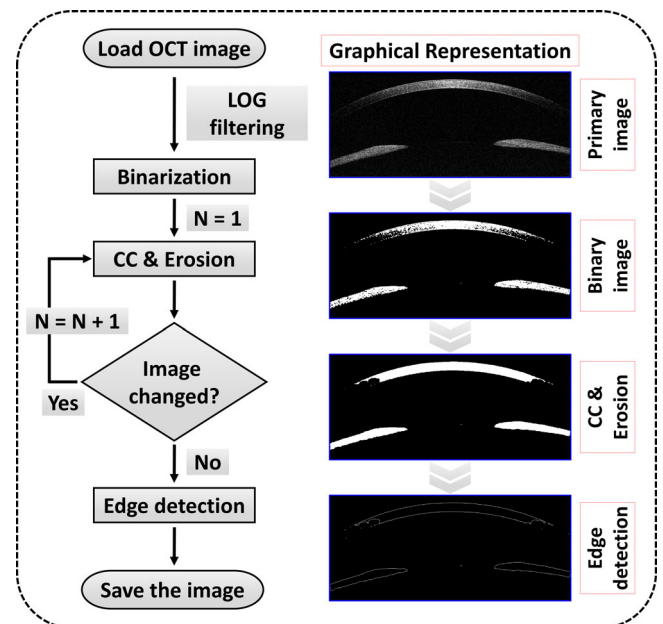 Load OCT image
LOG
filtering
Binarization
N = 1
CC & Erosion
N = N + 1
Image
changed?
Yes
No
Edge detection
Save the image
Graphical Representation
Primary
image
Binary
image
CC &
Erosion
Edge
detection